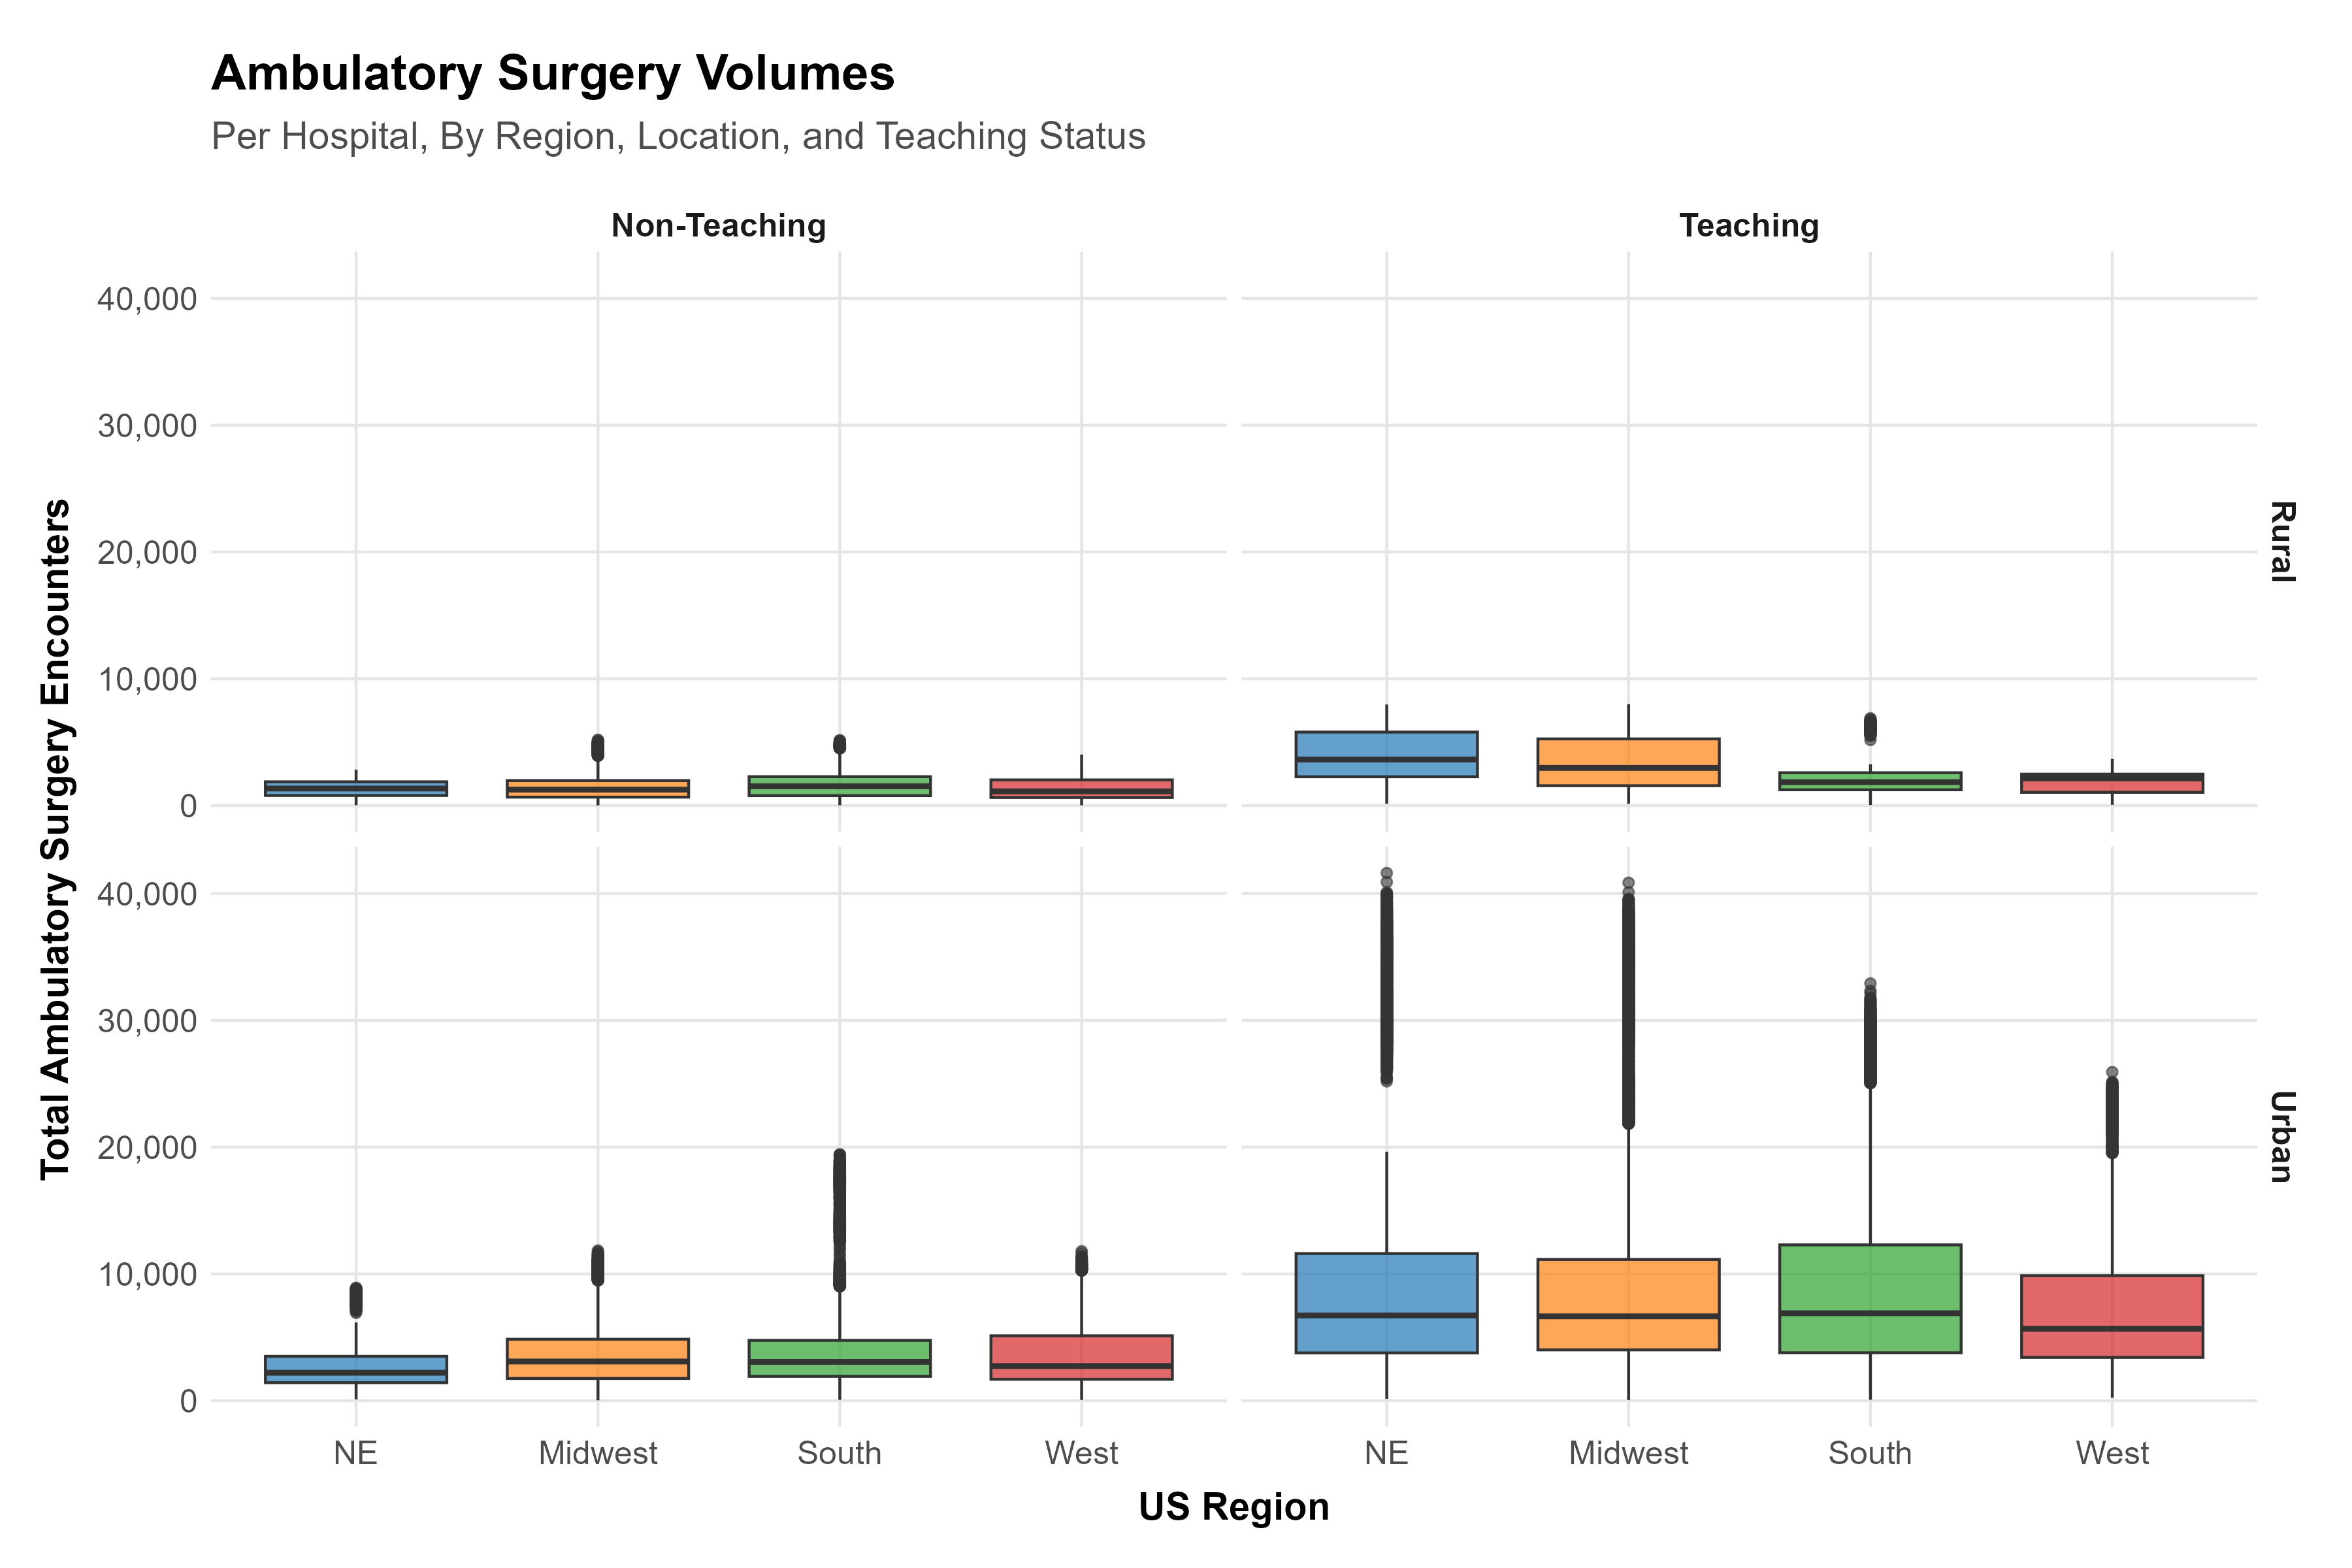 Ambulatory Surgery Volumes
Per Hospital, By Region, Location, and Teaching Status
Non-Teaching
Teaching
Total Ambulatory Surgery Encounters
40,000
30,000
20,000
10,000
0
Rural
40,000
30,000
20,000
10,000
0
Urban
NE
Midwest
South
West
NE
Midwest
South
West
US Region